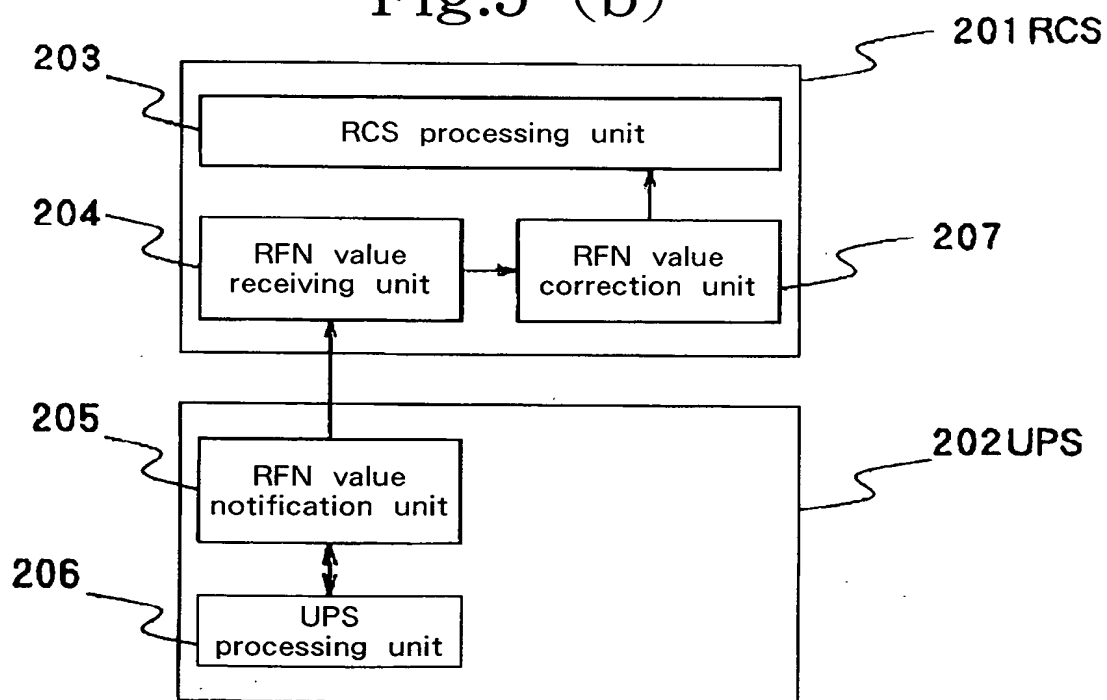 Fig.5 (b)
201 RCS
203
RCS processing unit
204
RFN value
receiving unit
RFN value
correction unit
207
205
RFN value
notification unit
202 UPS
206
UPS
processing unit